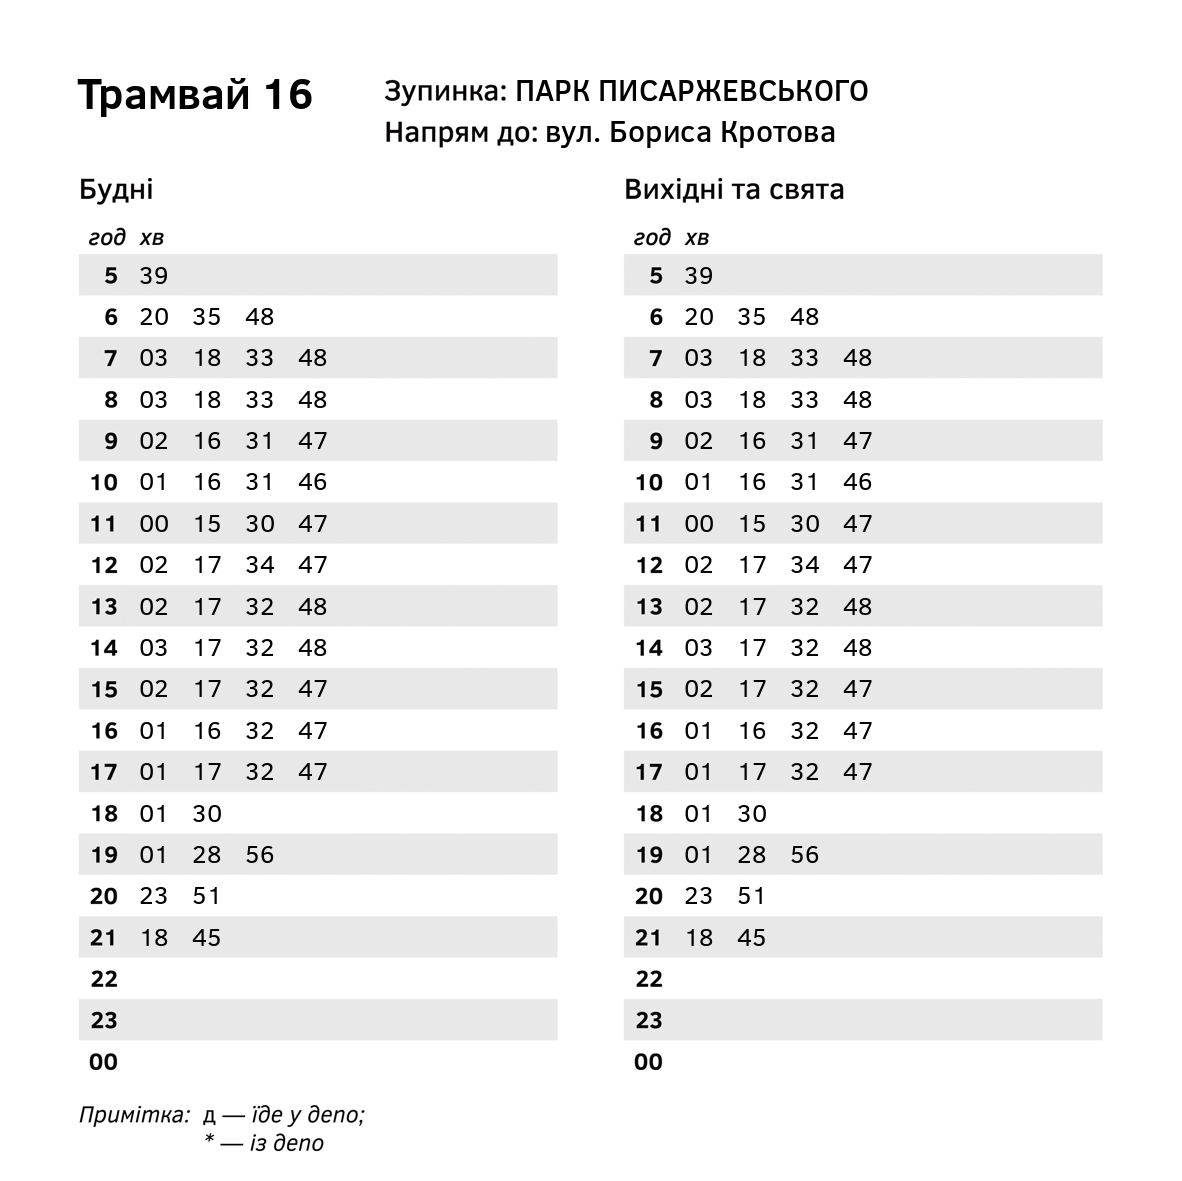 Трамвай 16
Зупинка: ПАРК ПИСАРЖЕВСЬКОГО
Напрям до: вул. Бориса Кротова
Будні
год хв
5 39
6 20 35 48
7 03 18 33 48
8 03 18 33 48
9 02 16 31 47
10 01 16 31 46
11 00 15 30 47
12 02 17 34 47
13 02 17 32 48
14 03 17 32 48
15 02 17 32 47
16 01 16 32 47
17 01 17 32 47
18 01 30
19 01 28 56
20 23 51
21 18 45
22
23
00
Вихідні та свята
год хв
5 39
6 20 35 48
7 03 18 33 48
8 03 18 33 48
9 02 16 31 47
10 01 16 31 46
11 00 15 30 47
12 02 17 34 47
13 02 17 32 48
14 03 17 32 48
15 02 17 32 47
16 01 16 32 47
17 01 17 32 47
18 01 30
19 01 28 56
20 23 51
21 18 45
22
23
00
Примітка: д — їде у депо;
* — із депо